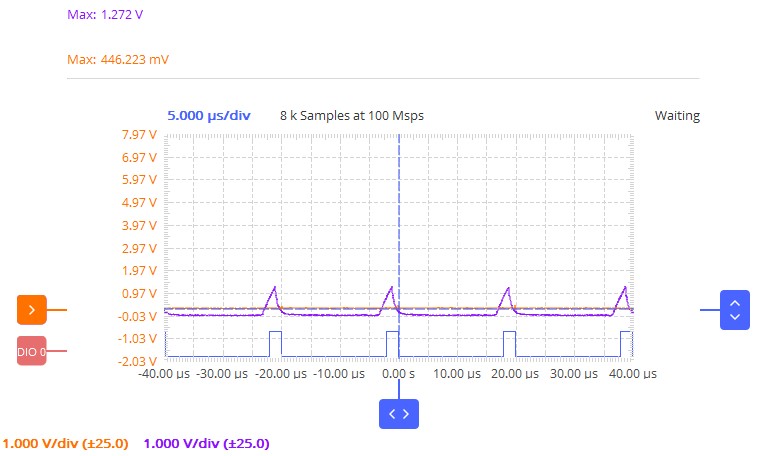 Max: 1.272 V
Max: 446.223 mV
5.000 µs/div 8 k Samples at 100 Msps Waiting
7.97 V
6.97 V
5.97 V
4.97 V
3.97 V
2.97 V
1.97 V
0.97 V
-0.03 V
-1.03 V
DIO 0
-2.03 V
-40.00 µs -30.00 µs -20.00 µs -10.00 µs 0.00 s 10.00 µs 20.00 µs 30.00 µs 40.00 µs
1.000 V/div (±25.0) 1.000 V/div (±25.0)